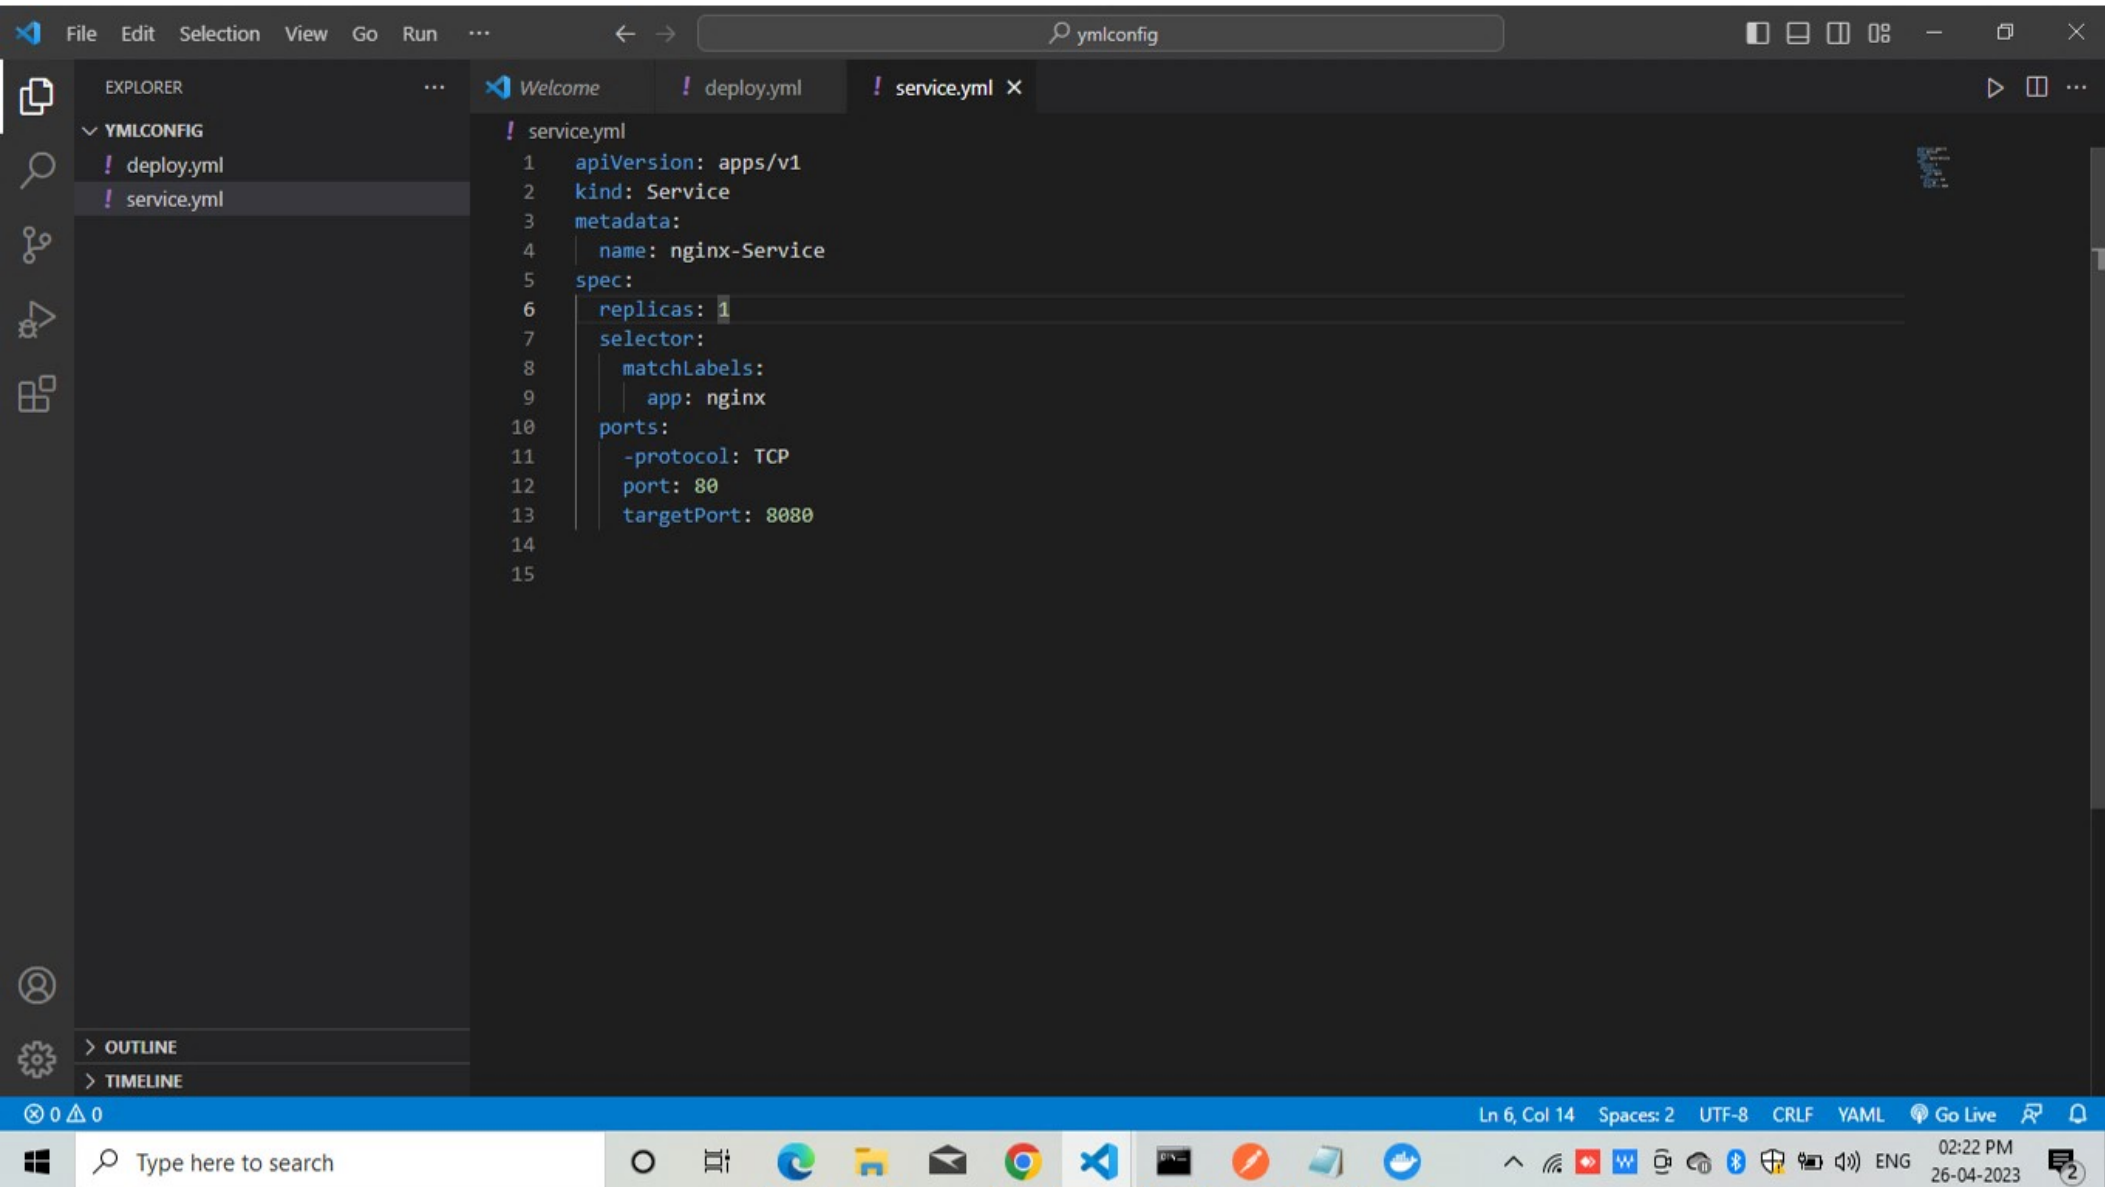 File Edit Selection View Go Run ··· ymlconfig
EXPLORER ···
Welcome ! deploy.yml ! service.yml
YMLCONFIG
! deploy.yml
! service.yml
! service.yml
1 apiVersion: apps/v1
2 kind: Service
3 metadata:
4   name: nginx-Service
5 spec:
6   replicas: 1
7   selector:
8     matchLabels:
9       app: nginx
10   ports:
11     -protocol: TCP
12     port: 80
13     targetPort: 8080
14
15
OUTLINE
TIMELINE
0 0 Ln 6, Col 14 Spaces: 2 UTF-8 CRLF YAML Go Live
Type here to search
ENG 02:22 PM
26-04-2023
2